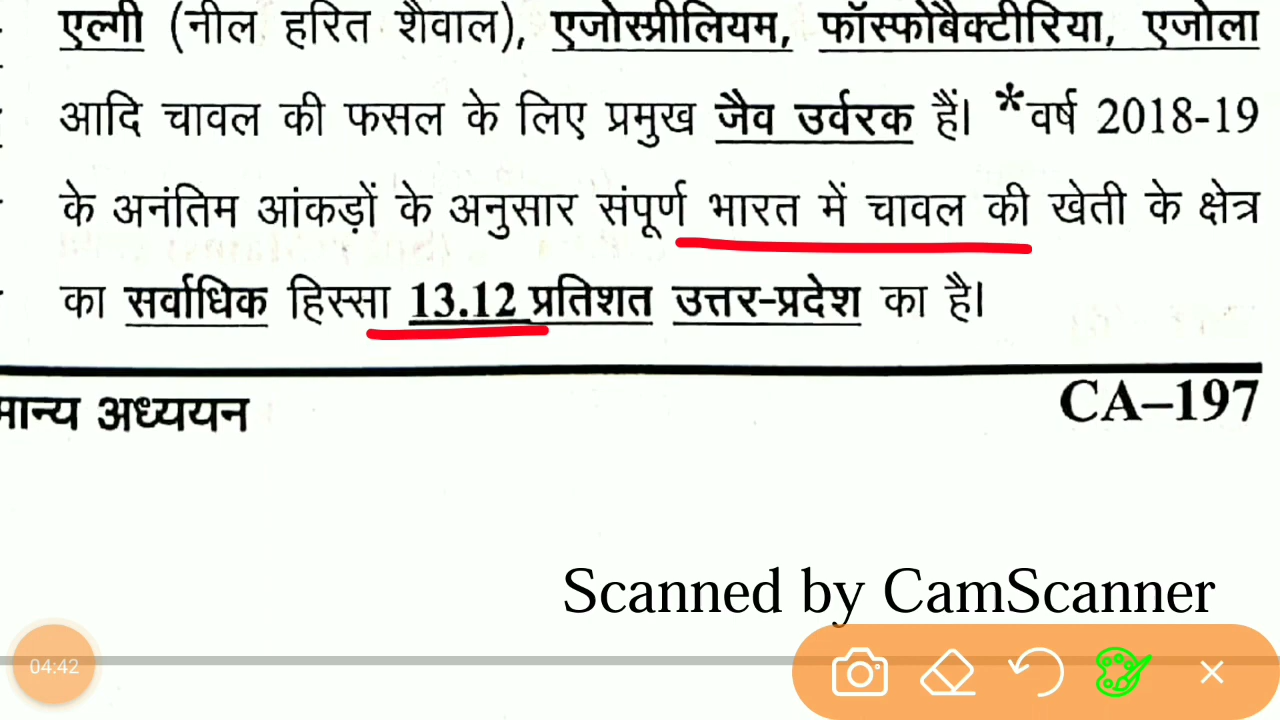 एल्गी (नील हरित शैवाल), एजोस्प्रीलियम, फॉस्फोबैक्टीरिया, एजोला
आदि चावल की फसल के लिए प्रमुख जैव उर्वरक हैं। *वर्ष 2018-19
के अनंतिम आंकड़ों के अनुसार संपूर्ण भारत में चावल की खेती के क्षेत्र
का सर्वाधिक हिस्सा 13.12 प्रतिशत उत्तर-प्रदेश का है।
मान्य अध्ययन
CA–197
Scanned by CamScanner
04:42